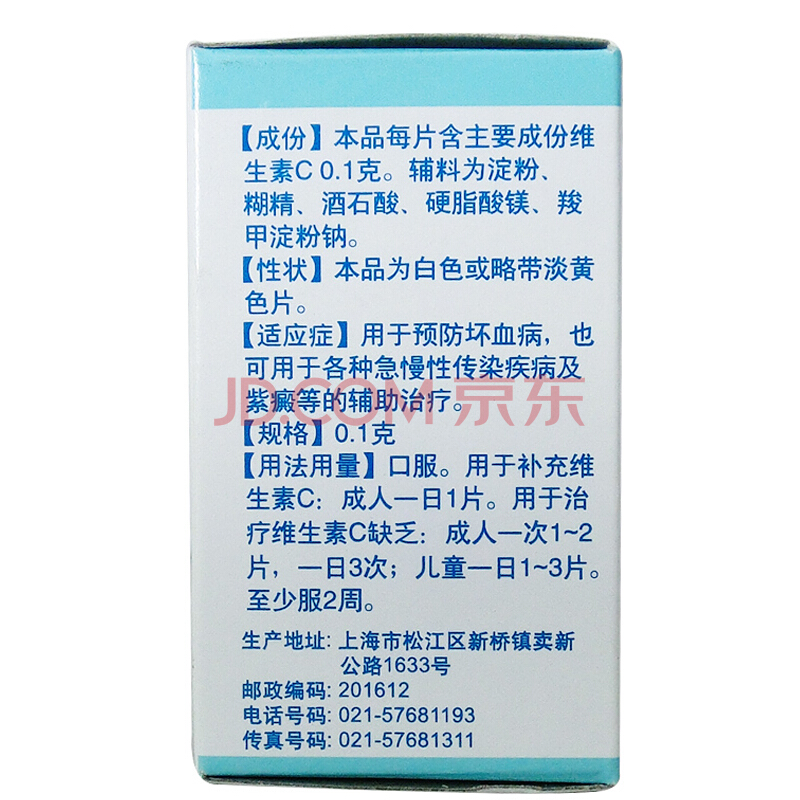 【成份】本品每片含主要成份维
生素C 0.1克。辅料为淀粉、
糊精、酒石酸、硬脂酸镁、羧
甲淀粉钠。
【性状】本品为白色或略带淡黄
色片。
【适应症】用于预防坏血病，也
可用于各种急慢性传染疾病及
紫癜等的辅助治疗。
JD.COM 京东
【规格】0.1克
【用法用量】口服。用于补充维
生素C：成人一日1片。用于治
疗维生素C缺乏：成人一次1~2
片，一日3次；儿童一日1~3片。
至少服2周。
生产地址: 上海市松江区新桥镇卖新
公路1633号
邮政编码: 201612
电话号码: 021-57681193
传真号码: 021-57681311